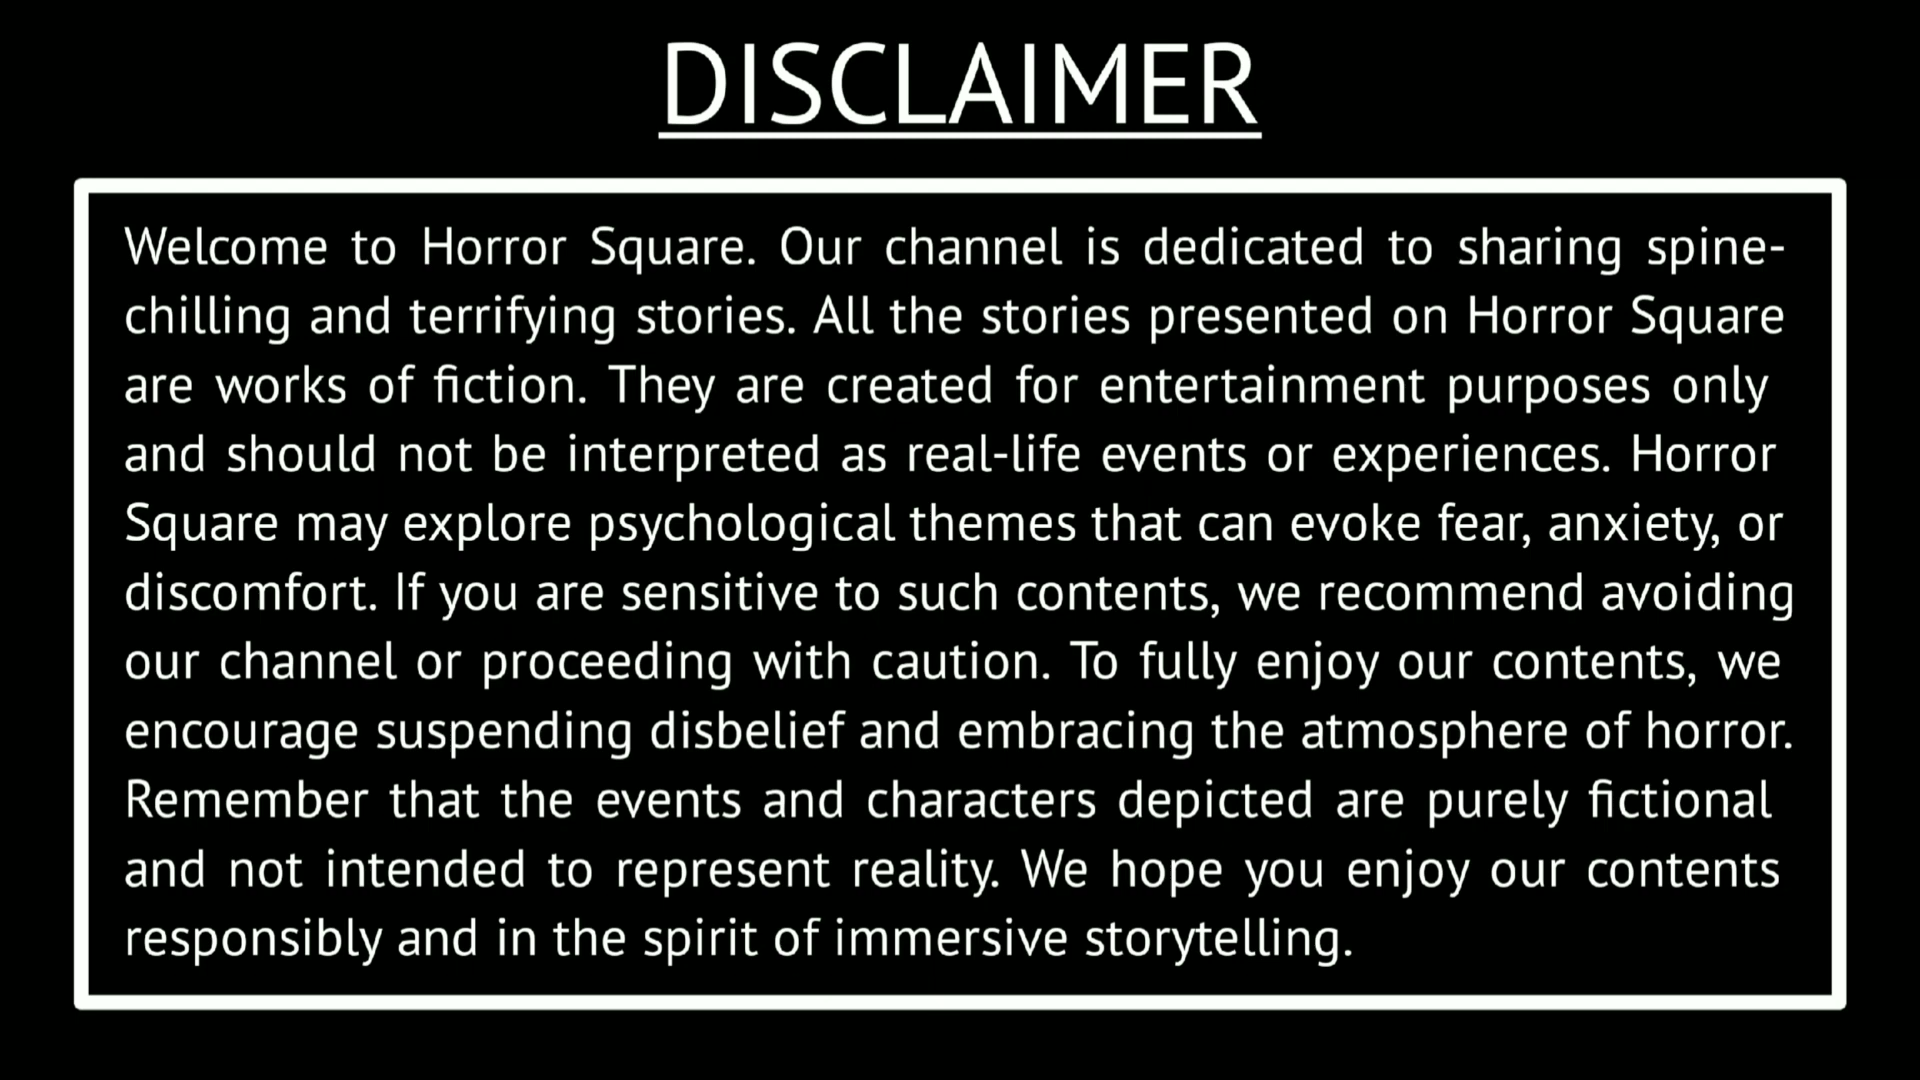 DISCLAIMER
Welcome to Horror Square. Our channel is dedicated to sharing spine-
chilling and terrifying stories. All the stories presented on Horror Square
are works of fiction. They are created for entertainment purposes only
and should not be interpreted as real-life events or experiences. Horror
Square may explore psychological themes that can evoke fear, anxiety, or
discomfort. If you are sensitive to such contents, we recommend avoiding
our channel or proceeding with caution. To fully enjoy our contents, we
encourage suspending disbelief and embracing the atmosphere of horror.
Remember that the events and characters depicted are purely fictional
and not intended to represent reality. We hope you enjoy our contents
responsibly and in the spirit of immersive storytelling.